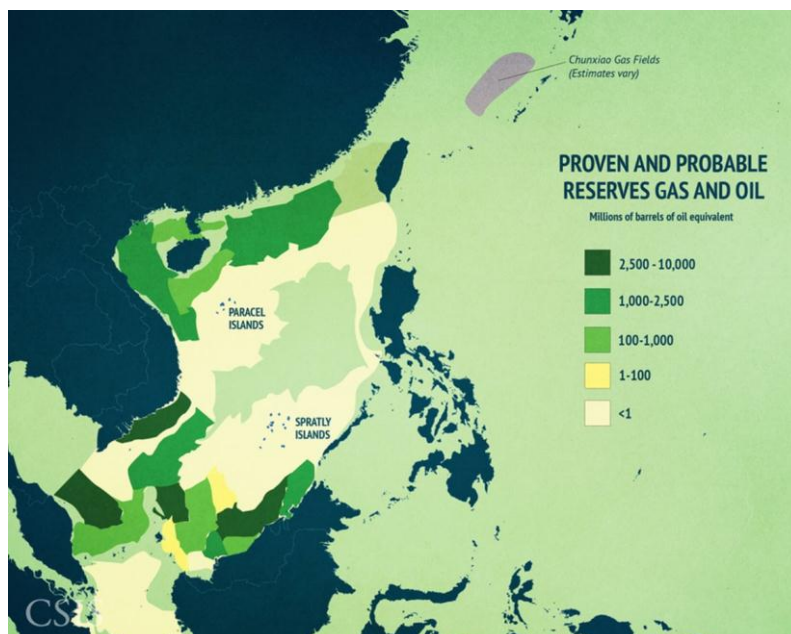 Chunxiao Gas Fields
(Estimates vary)
PROVEN AND PROBABLE
RESERVES GAS AND OIL
Millions of barrels of oil equivalent
2,500 - 10,000
1,000-2,500
100-1,000
1-100
<1
PARACEL
ISLANDS
SPRATLY
ISLANDS